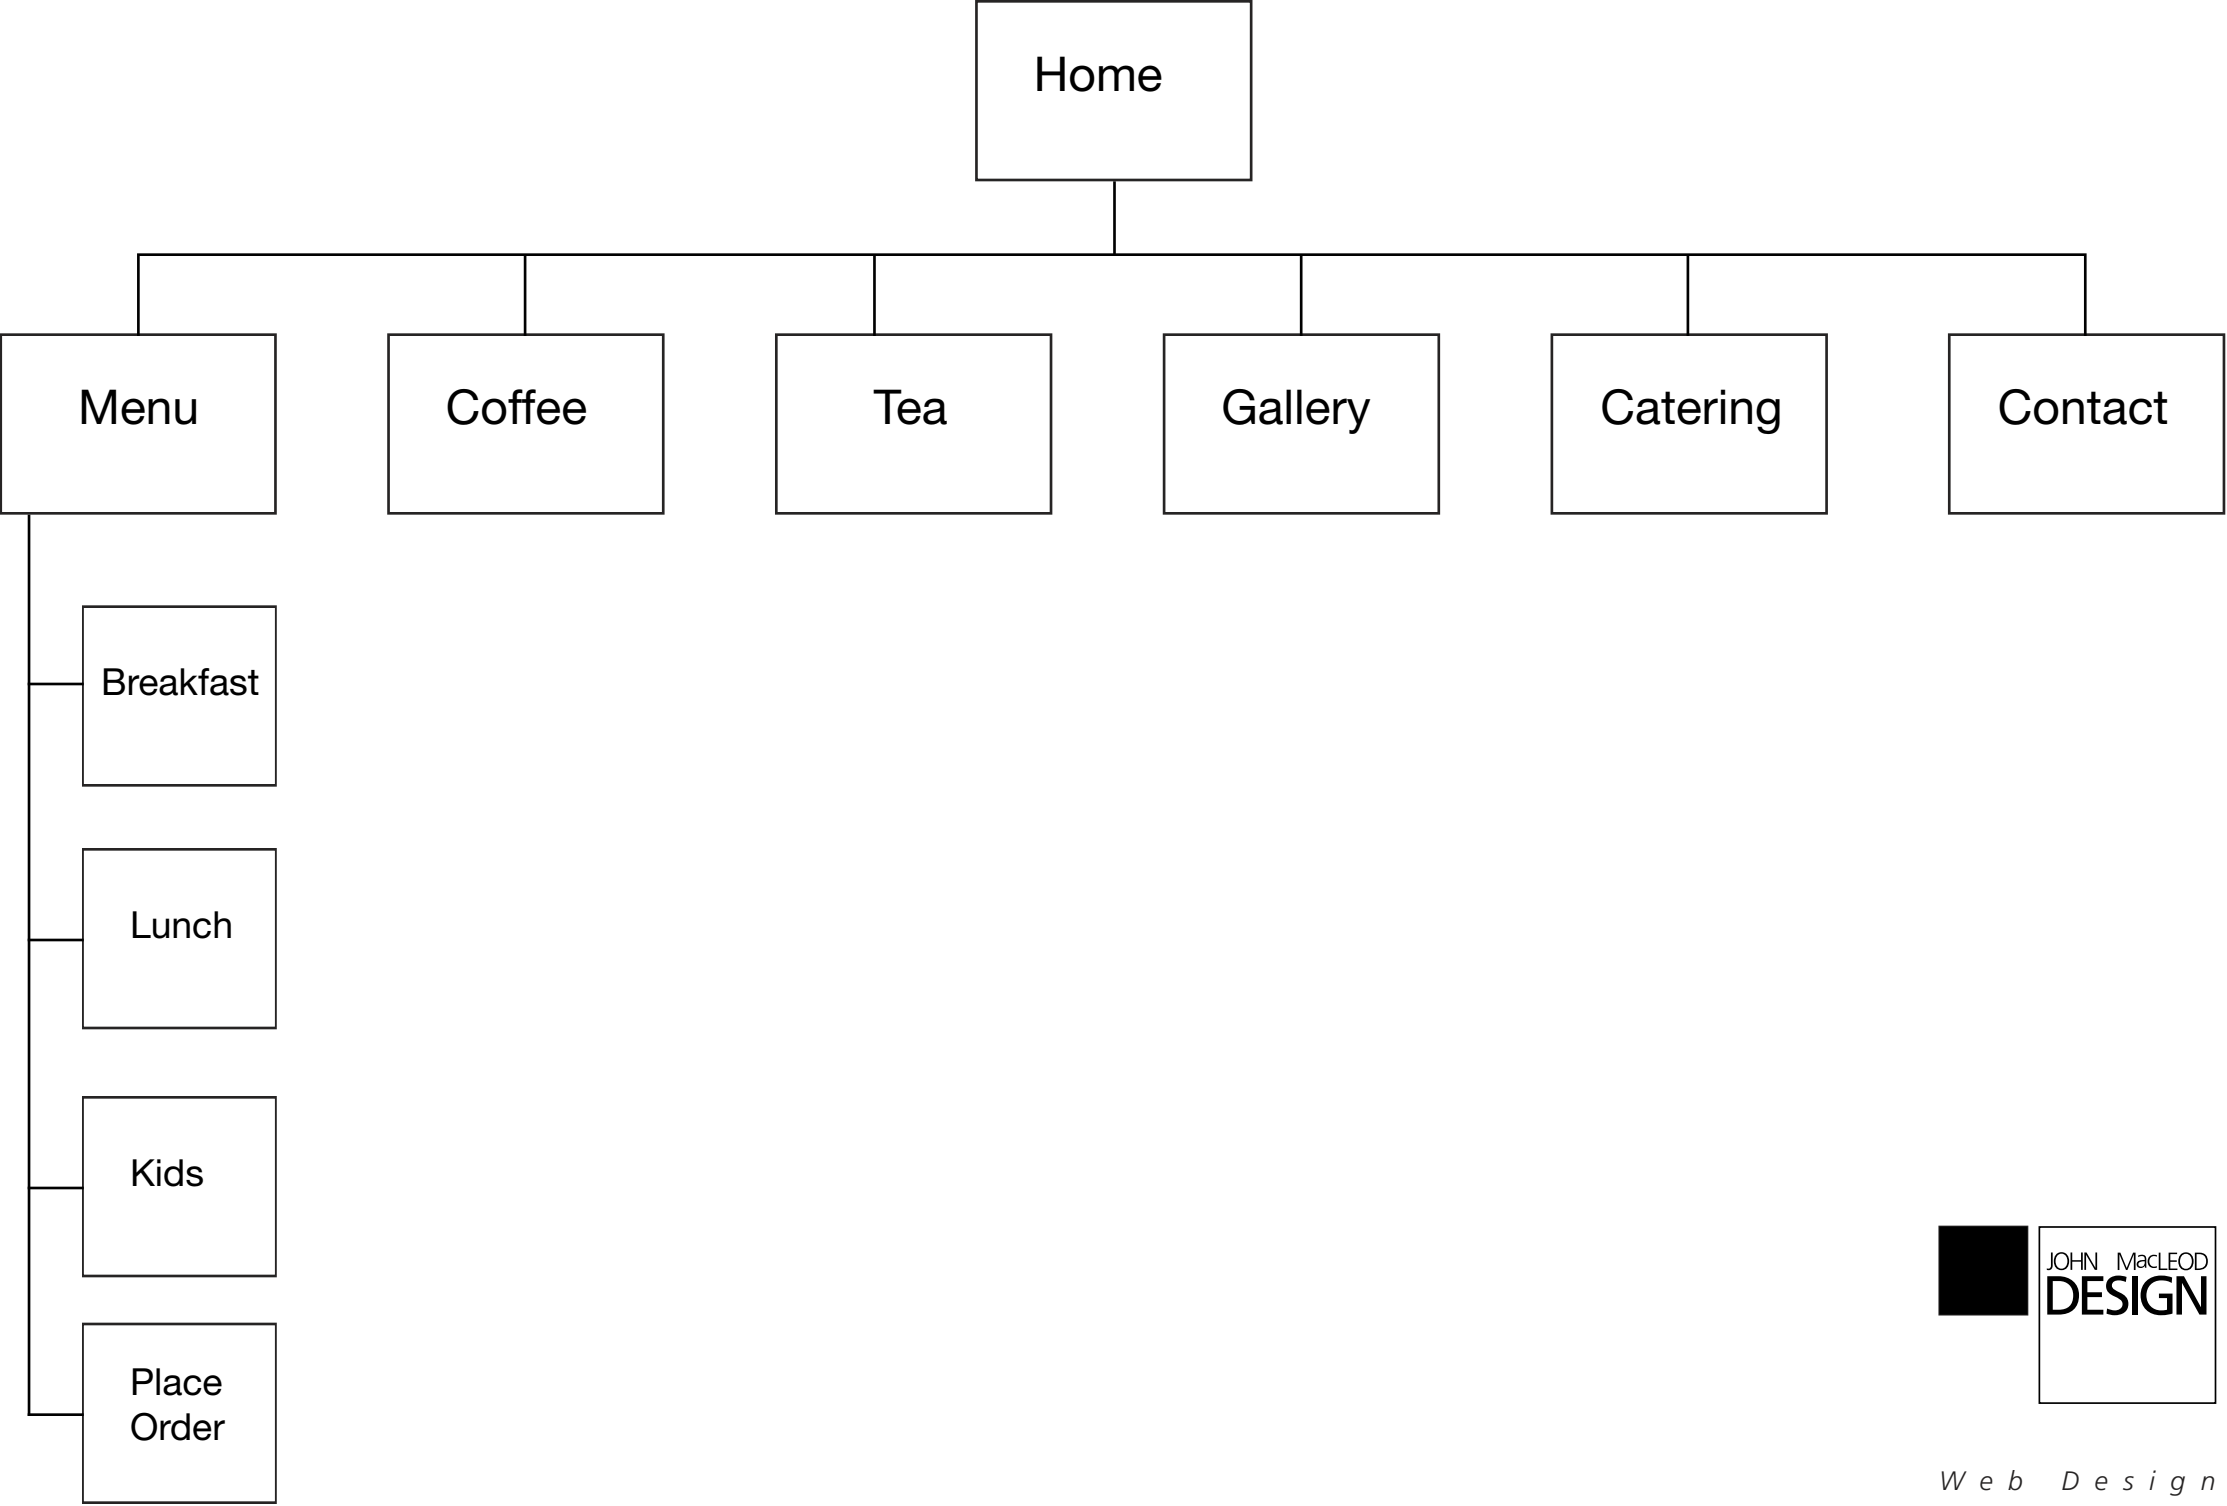 Home
Menu
Coffee
Tea
Gallery
Catering
Contact
Breakfast
Lunch
Kids
Place
Order
JOHN MacLEOD
DESIGN
Web Design